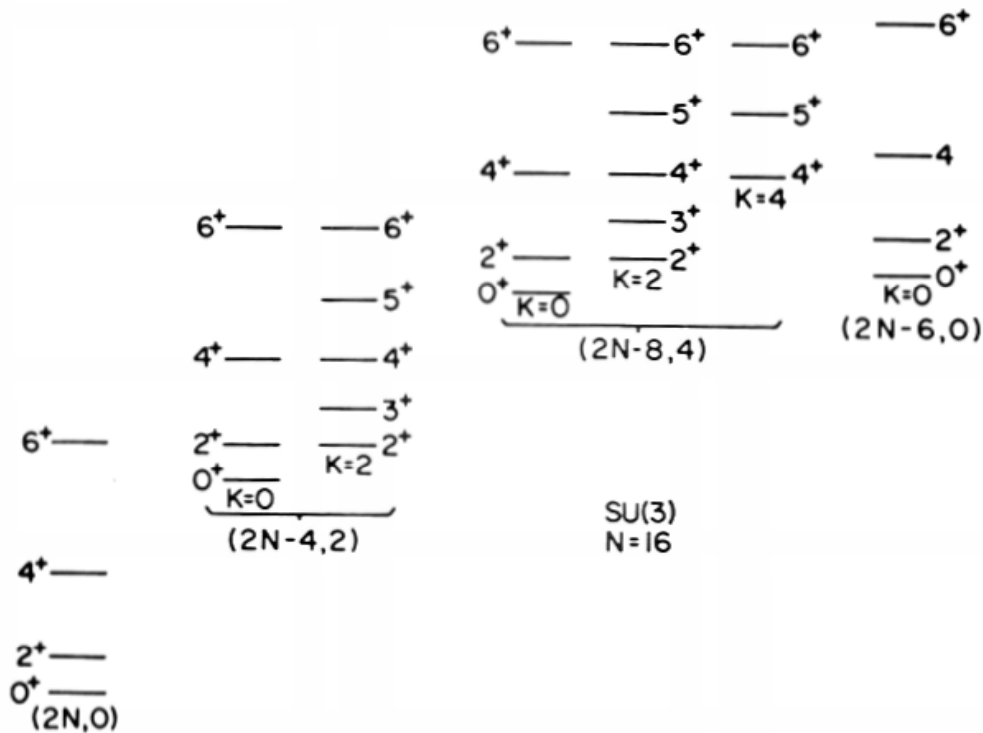 6⁺ 6⁺ 6⁺ 6⁺
5⁺ 5⁺
4⁺ 4⁺ 4⁺ 4
K=4
3⁺
2⁺ 2⁺ 2⁺
K=2
0⁺ 0⁺
K=0 K=0
(2N-8,4) (2N-6,0)
6⁺ 6⁺
5⁺
4⁺ 4⁺
3⁺
2⁺ 2⁺
K=2
0⁺
K=0
(2N-4,2)
SU(3)
N=16
6⁺
4⁺
2⁺
0⁺
(2N,0)